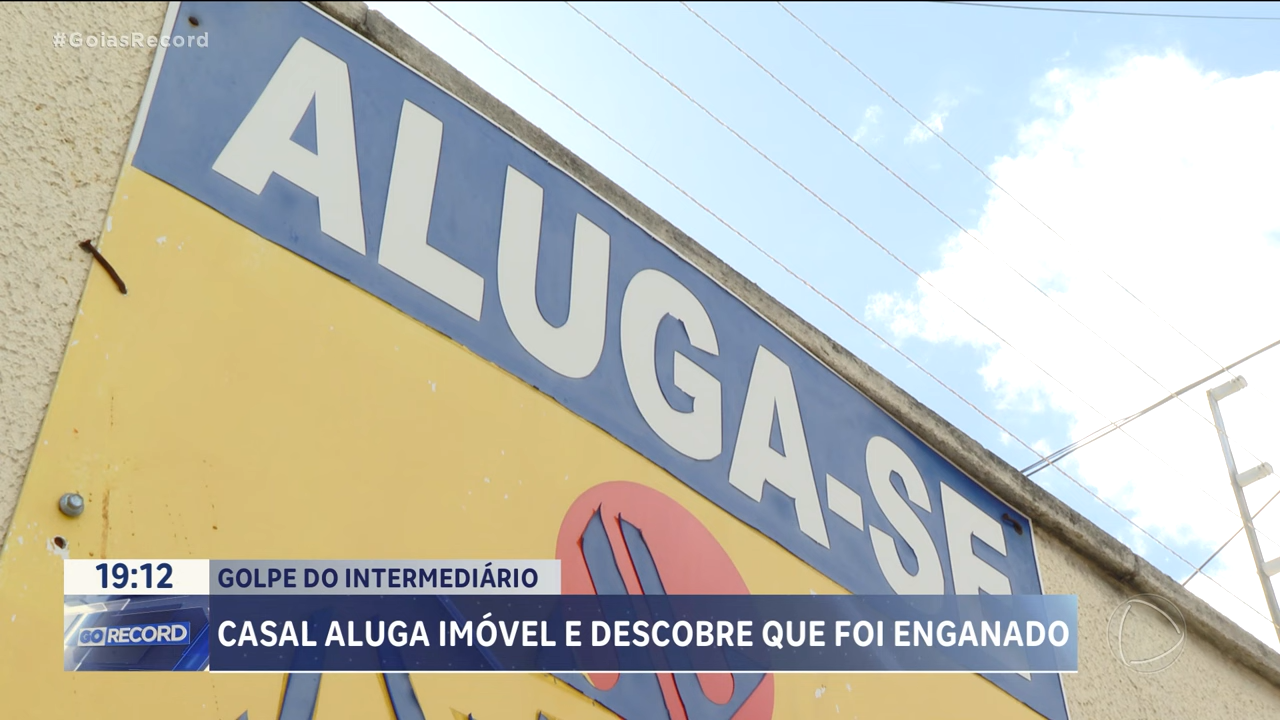 #GoiasRecord
ALUGA-SE
19:12
GOLPE DO INTERMEDIÁRIO
GO RECORD
CASAL ALUGA IMÓVEL E DESCOBRE QUE FOI ENGANADO